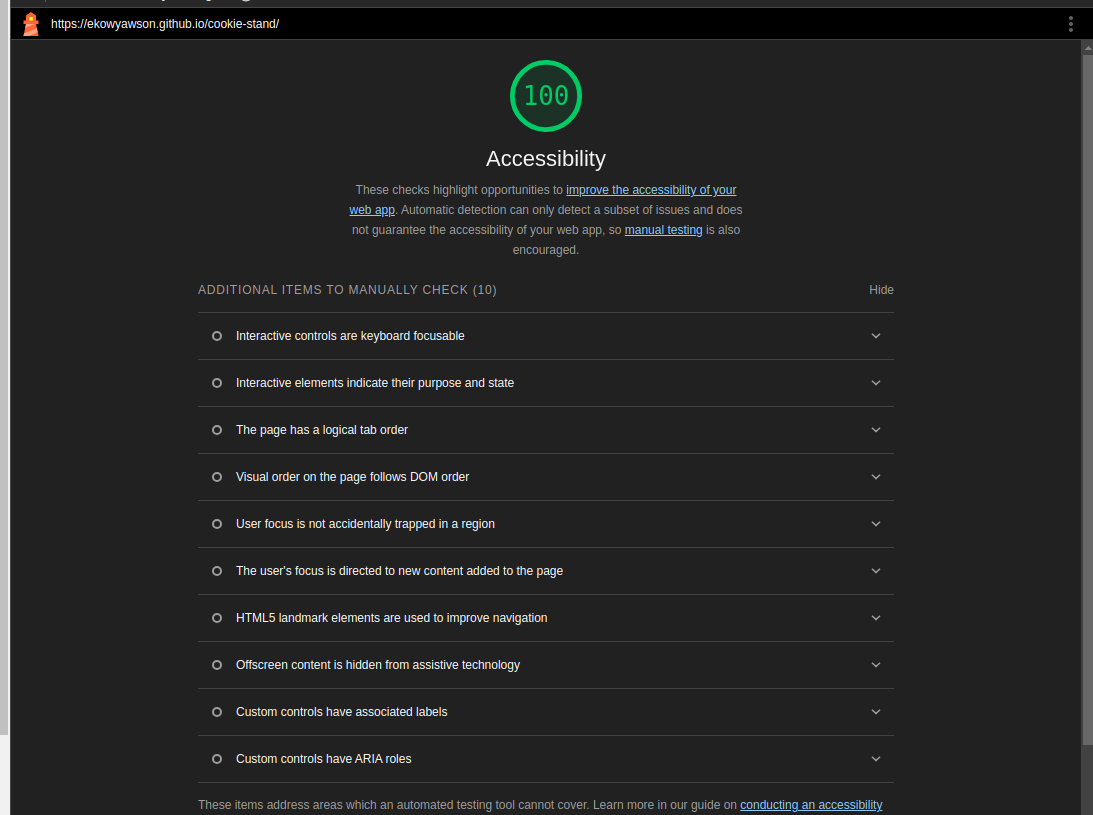 https://ekowyawson.github.io/cookie-stand/
100
Accessibility
These checks highlight opportunities to improve the accessibility of your
web app. Automatic detection can only detect a subset of issues and does
not guarantee the accessibility of your web app, so manual testing is also
encouraged.
ADDITIONAL ITEMS TO MANUALLY CHECK (10) Hide
Interactive controls are keyboard focusable
Interactive elements indicate their purpose and state
The page has a logical tab order
Visual order on the page follows DOM order
User focus is not accidentally trapped in a region
The user's focus is directed to new content added to the page
HTML5 landmark elements are used to improve navigation
Offscreen content is hidden from assistive technology
Custom controls have associated labels
Custom controls have ARIA roles
These items address areas which an automated testing tool cannot cover. Learn more in our guide on conducting an accessibility